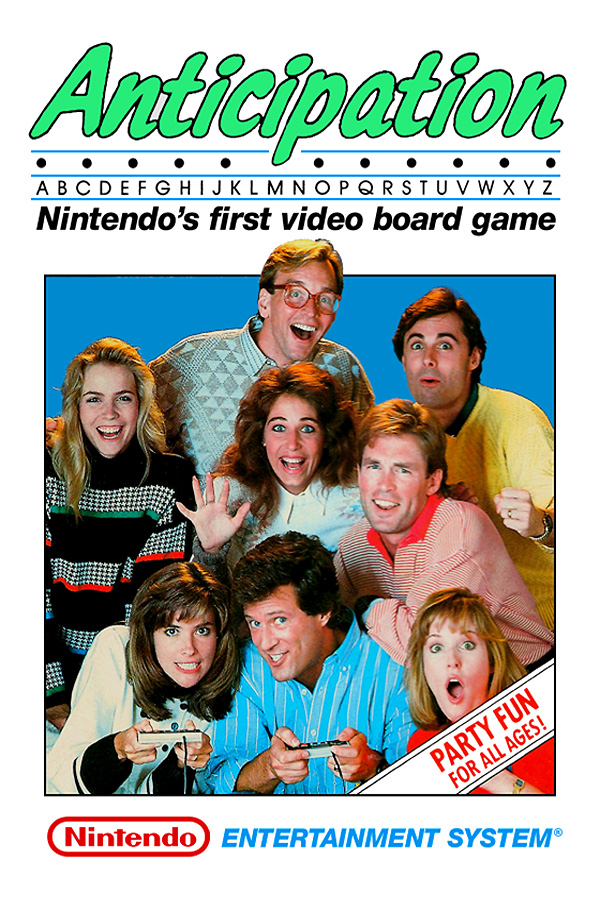 Anticipation
A B C D E F G H I J K L M N O P Q R S T U V W X Y Z
Nintendo's first video board game
PARTY FUN
FOR ALL AGES!
Nintendo ENTERTAINMENT SYSTEM®